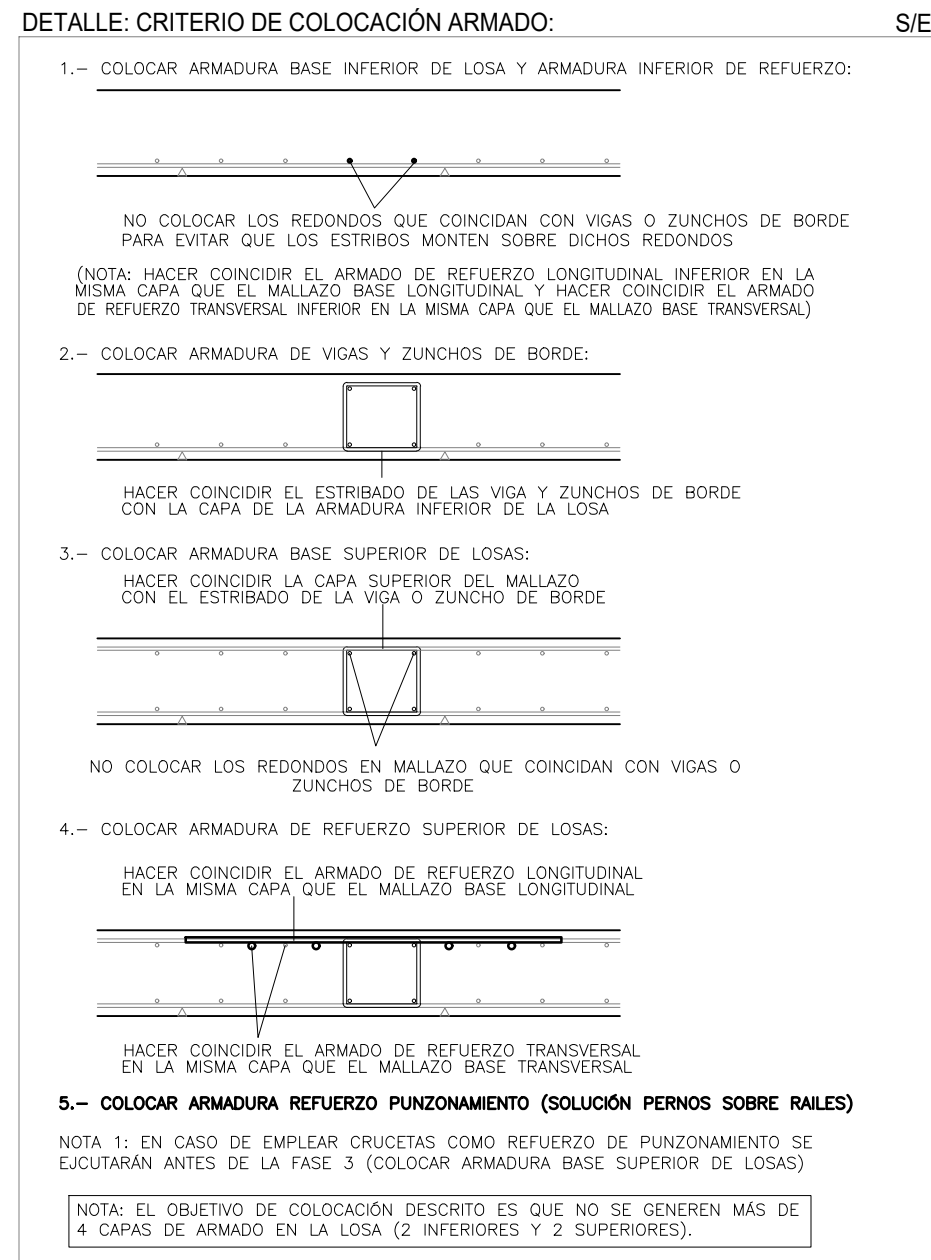 DETALLE: CRITERIO DE COLOCACIÓN ARMADO: S/E
1.- COLOCAR ARMADURA BASE INFERIOR DE LOSA Y ARMADURA INFERIOR DE REFUERZO:
NO COLOCAR LOS REDONDOS QUE COINCIDAN CON VIGAS O ZUNCHOS DE BORDE
PARA EVITAR QUE LOS ESTRIBOS MONTEN SOBRE DICHOS REDONDOS
(NOTA: HACER COINCIDIR EL ARMADO DE REFUERZO LONGITUDINAL INFERIOR EN LA
MISMA CAPA QUE EL MALLAZO BASE LONGITUDINAL Y HACER COINCIDIR EL ARMADO
DE REFUERZO TRANSVERSAL INFERIOR EN LA MISMA CAPA QUE EL MALLAZO BASE TRANSVERSAL)
2.- COLOCAR ARMADURA DE VIGAS Y ZUNCHOS DE BORDE:
HACER COINCIDIR EL ESTRIBADO DE LAS VIGA Y ZUNCHOS DE BORDE
CON LA CAPA DE LA ARMADURA INFERIOR DE LA LOSA
3.- COLOCAR ARMADURA BASE SUPERIOR DE LOSAS:
HACER COINCIDIR LA CAPA SUPERIOR DEL MALLAZO
CON EL ESTRIBADO DE LA VIGA O ZUNCHO DE BORDE
NO COLOCAR LOS REDONDOS EN MALLAZO QUE COINCIDAN CON VIGAS O
ZUNCHOS DE BORDE
4.- COLOCAR ARMADURA DE REFUERZO SUPERIOR DE LOSAS:
HACER COINCIDIR EL ARMADO DE REFUERZO LONGITUDINAL
EN LA MISMA CAPA QUE EL MALLAZO BASE LONGITUDINAL
HACER COINCIDIR EL ARMADO DE REFUERZO TRANSVERSAL
EN LA MISMA CAPA QUE EL MALLAZO BASE TRANSVERSAL
5.- COLOCAR ARMADURA REFUERZO PUNZONAMIENTO (SOLUCIÓN PERNOS SOBRE RAILES)
NOTA 1: EN CASO DE EMPLEAR CRUCETAS COMO REFUERZO DE PUNZONAMIENTO SE
EJCUTARÁN ANTES DE LA FASE 3 (COLOCAR ARMADURA BASE SUPERIOR DE LOSAS)
NOTA: EL OBJETIVO DE COLOCACIÓN DESCRITO ES QUE NO SE GENEREN MÁS DE
4 CAPAS DE ARMADO EN LA LOSA (2 INFERIORES Y 2 SUPERIORES).